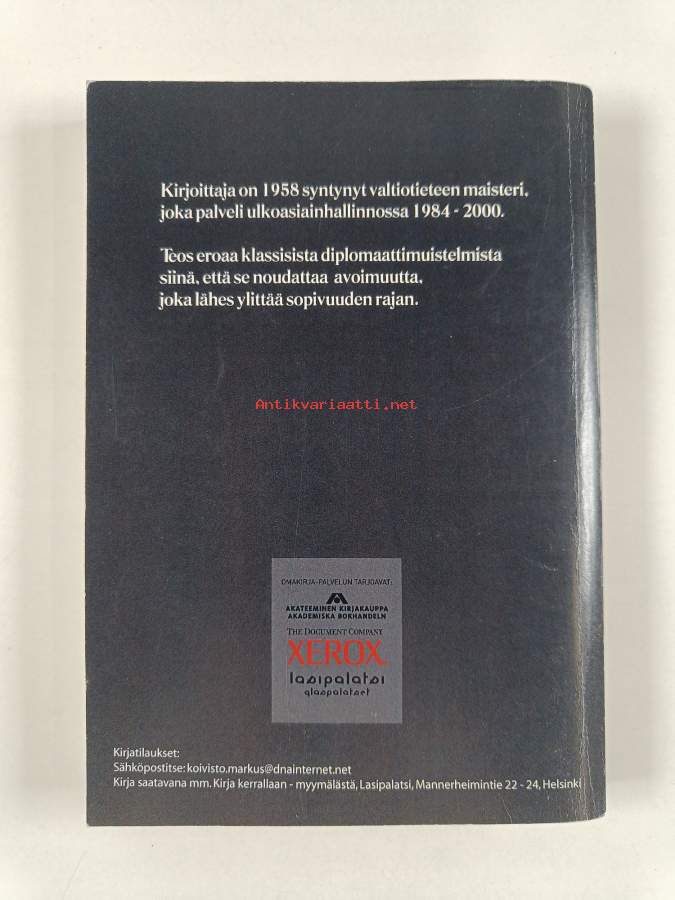 Kirjoittaja on 1958 syntynyt valtiotieteen maisteri,
joka palveli ulkoasiainhallinnossa 1984 - 2000.
Teos eroaa klassisista diplomaattimuistelmista
siinä, että se noudattaa avoimuutta,
joka lähes ylittää sopivuuden rajan.
Antikvariaatti.net
OMAKIRJA-PALVELUN TARJOAVAT:
AKATEEMINEN KIRJAKAUPPA
AKADEMISKA BOKHANDELN
THE DOCUMENT COMPANY
XEROX
lasipalatsi
glaspalatset
Kirjatilaukset:
Sähköpostitse: koivisto.markus@dnainternet.net
Kirja saatavana mm. Kirja kerrallaan - myymälästä, Lasipalatsi, Mannerheimintie 22 - 24, Helsinki